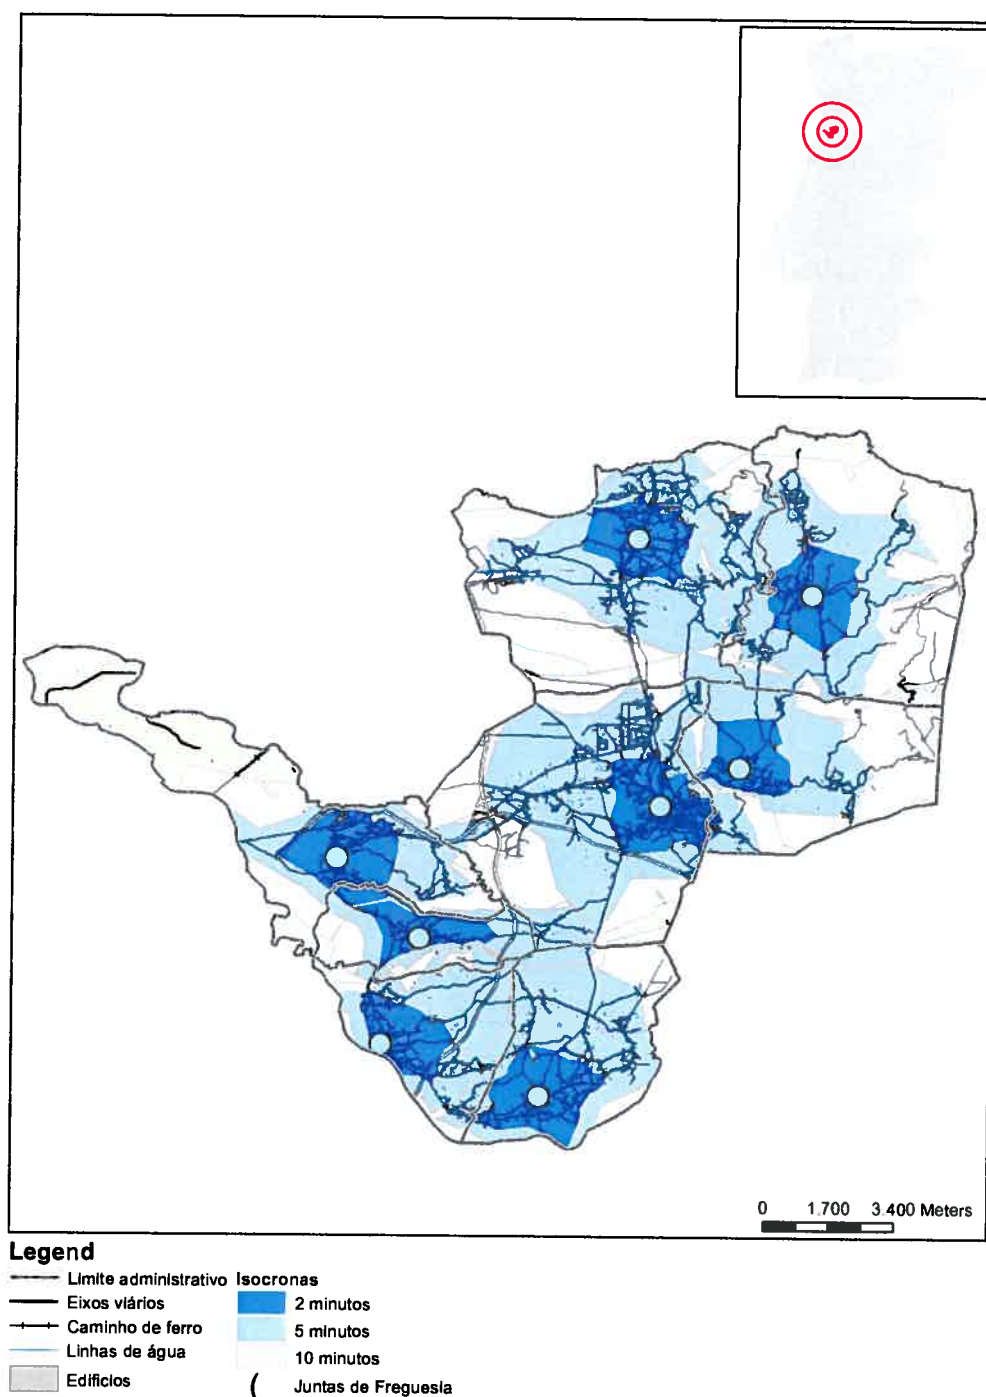 0 1.700 3.400 Meters
Legend
Limite administrativo
Eixos viários
Caminho de ferro
Linhas de água
Edifícios
Isocronas
2 minutos
5 minutos
10 minutos
Juntas de Freguesia